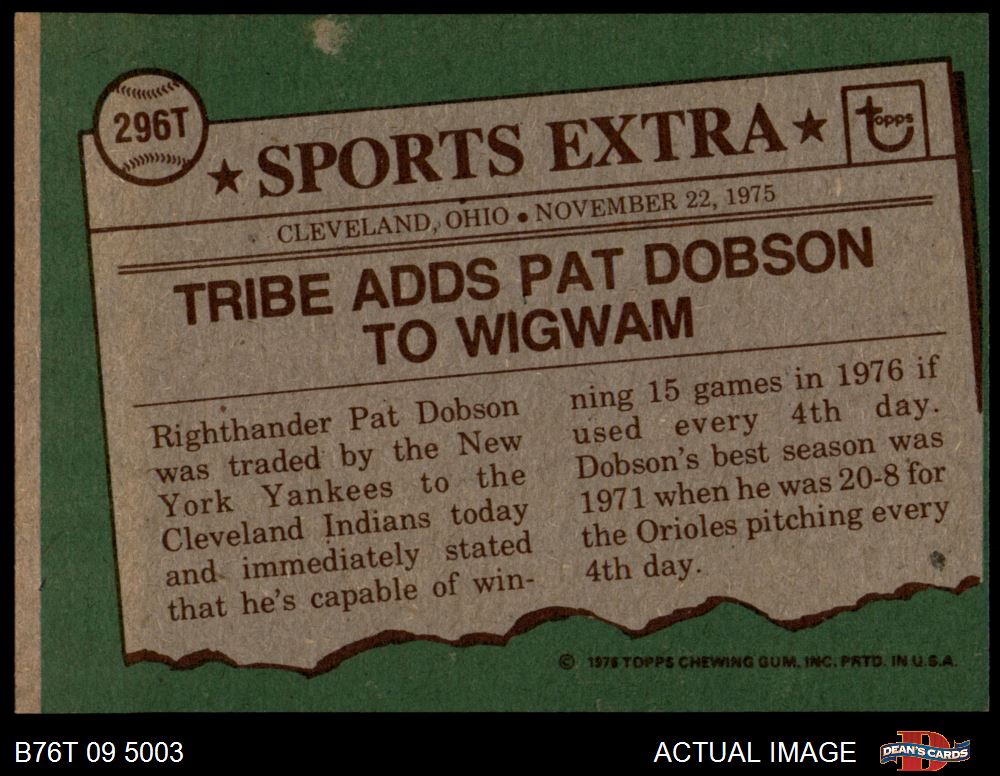 296T
★ SPORTS EXTRA ★
topps
CLEVELAND, OHIO • NOVEMBER 22, 1975
TRIBE ADDS PAT DOBSON
TO WIGWAM
Righthander Pat Dobson
was traded by the New
York Yankees to the
Cleveland Indians today
and immediately stated
that he's capable of win-
ning 15 games in 1976 if
used every 4th day.
Dobson's best season was
1971 when he was 20-8 for
the Orioles pitching every
4th day.
© 1976 TOPPS CHEWING GUM, INC. PRTD. IN U.S.A.
B76T 09 5003
ACTUAL IMAGE
DEAN'S CARDS